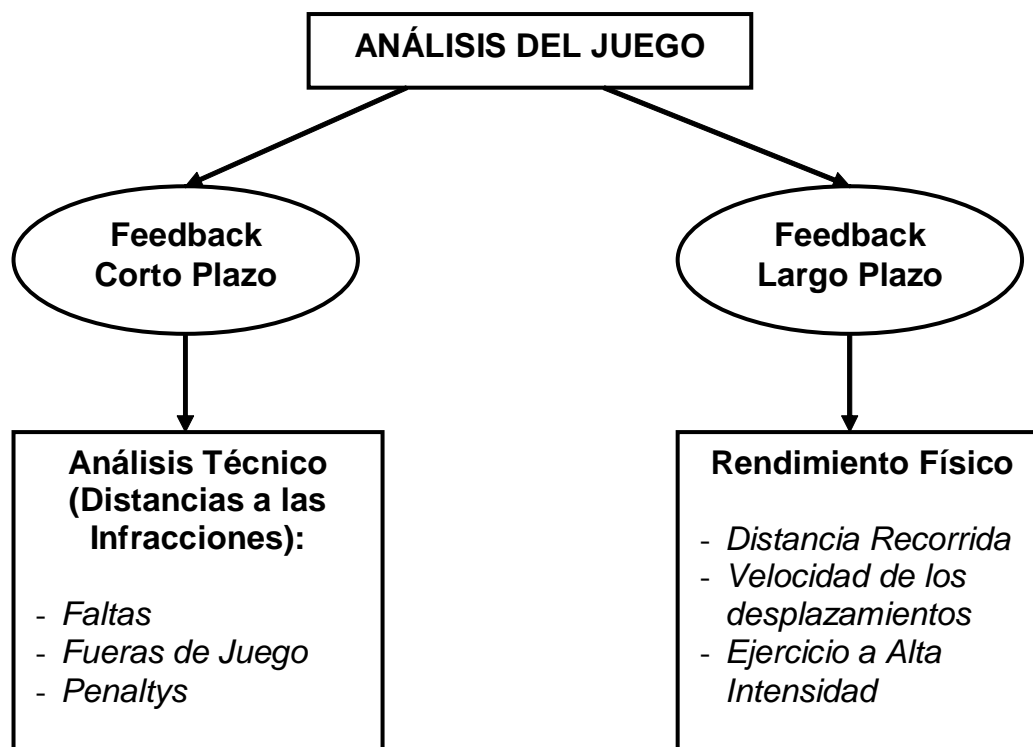 ANÁLISIS DEL JUEGO
Feedback
Corto Plazo
Feedback
Largo Plazo
Análisis Técnico
(Distancias a las
Infracciones):
- Faltas
- Fueras de Juego
- Penaltys
Rendimiento Físico
- Distancia Recorrida
- Velocidad de los
desplazamientos
- Ejercicio a Alta
Intensidad